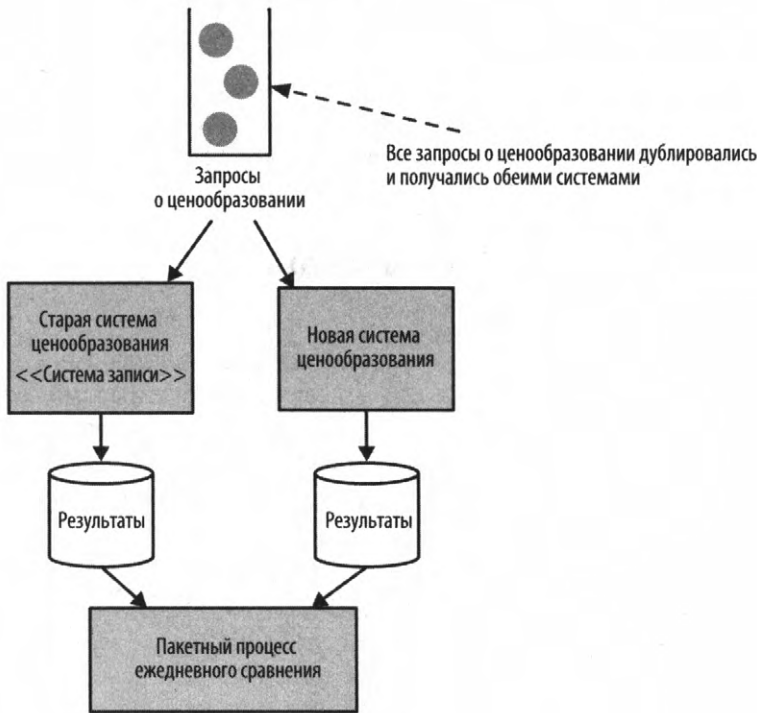 Все запросы о ценообразовании дублировались
и получались обеими системами
Запросы
о ценообразовании
Старая система
ценообразования
<<Система записи>>
Новая система
ценообразования
Результаты
Результаты
Пакетный процесс
ежедневного сравнения